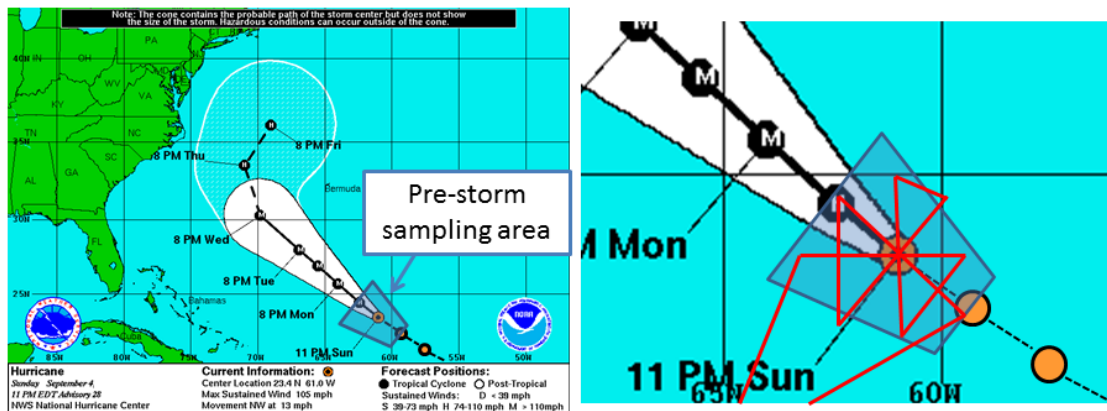 Note: The cone contains the probable path of the storm center but does not show
the size of the storm. Hazardous conditions can occur outside of the cone.
PA
40N
IN
OH
WV
KY
VA
35N
TN
NC
8 PM Thu
8 PM Fri
SC
AL
GA
Bermuda
Pre-storm
sampling area
30N
8 PM Wed
FL
8 PM Tue
25N
Bahamas
8 PM Mon
NOAA
Cuba
11 PM Sun
85W
80W
75W
70W
65W
60W
55W
Hurricane
Sunday September 4,
11 PM EDT Advisory 28
NWS National Hurricane Center
Current Information:
Center Location 23.4 N 61.0 W
Max Sustained Wind 105 mph
Movement NW at 13 mph
Forecast Positions:
Tropical Cyclone Post-Tropical
Sustained Winds: D < 39 mph
S 39-73 mph H 74-110 mph M > 110mph
M
M
M
M Mon
11 PM Sun
65W
60W